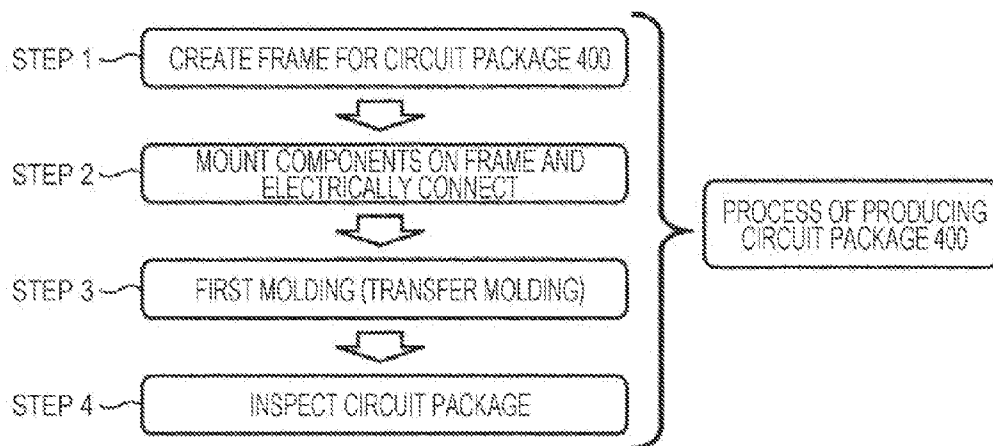 STEP 1
CREATE FRAME FOR CIRCUIT PACKAGE 400
STEP 2
MOUNT COMPONENTS ON FRAME AND
ELECTRICALLY CONNECT
STEP 3
FIRST MOLDING (TRANSFER MOLDING)
STEP 4
INSPECT CIRCUIT PACKAGE
PROCESS OF PRODUCING
CIRCUIT PACKAGE 400